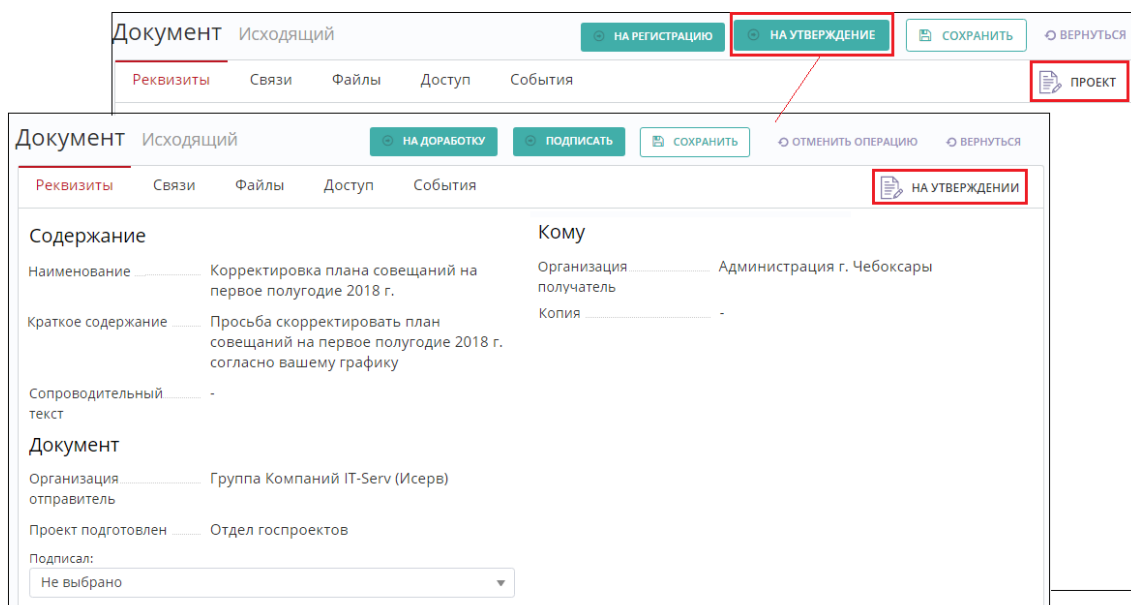 Документ Исходящий НА РЕГИСТРАЦИЮ НА УТВЕРЖДЕНИЕ СОХРАНИТЬ ВЕРНУТЬСЯ
Реквизиты Связи Файлы Доступ События ПРОЕКТ
Документ Исходящий НА ДОРАБОТКУ ПОДПИСАТЬ СОХРАНИТЬ ОТМЕНИТЬ ОПЕРАЦИЮ ВЕРНУТЬСЯ
Реквизиты Связи Файлы Доступ События НА УТВЕРЖДЕНИИ
Содержание
Наименование Корректировка плана совещаний на
первое полугодие 2018 г.
Краткое содержание Просьба скорректировать план
совещаний на первое полугодие 2018 г.
согласно вашему графику
Сопроводительный -
текст
Кому
Организация Администрация г. Чебоксары
получатель
Копия -
Документ
Организация Группа Компаний IT-Serv (Исерв)
отправитель
Проект подготовлен Отдел госпроектов
Подписал:
Не выбрано